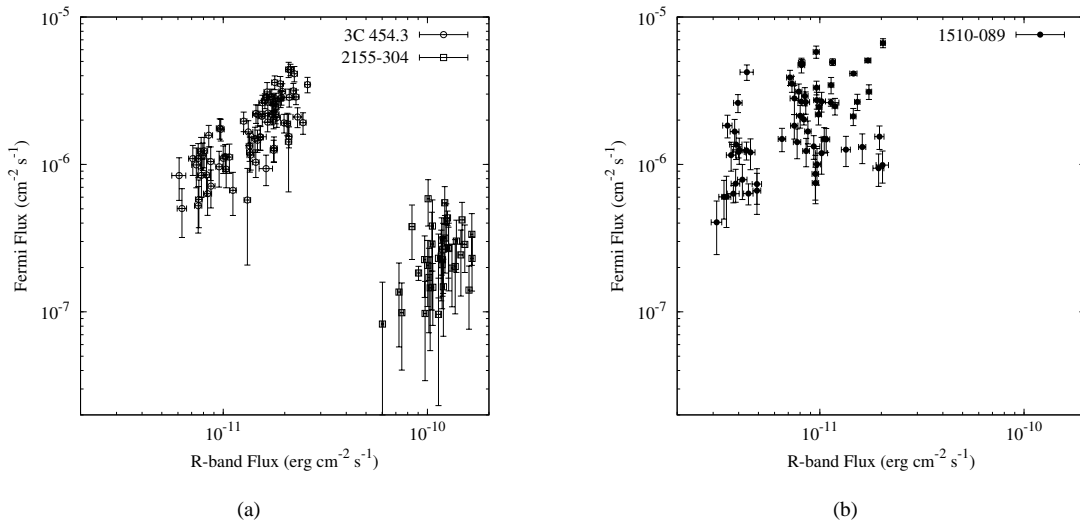 10⁻⁵
10⁻⁶
10⁻⁷
Fermi Flux (cm⁻² s⁻¹)
3C 454.3
2155-304
10⁻¹¹
10⁻¹⁰
R-band Flux (erg cm⁻² s⁻¹)
(a)
10⁻⁵
10⁻⁶
10⁻⁷
Fermi Flux (cm⁻² s⁻¹)
1510-089
10⁻¹¹
10⁻¹⁰
R-band Flux (erg cm⁻² s⁻¹)
(b)